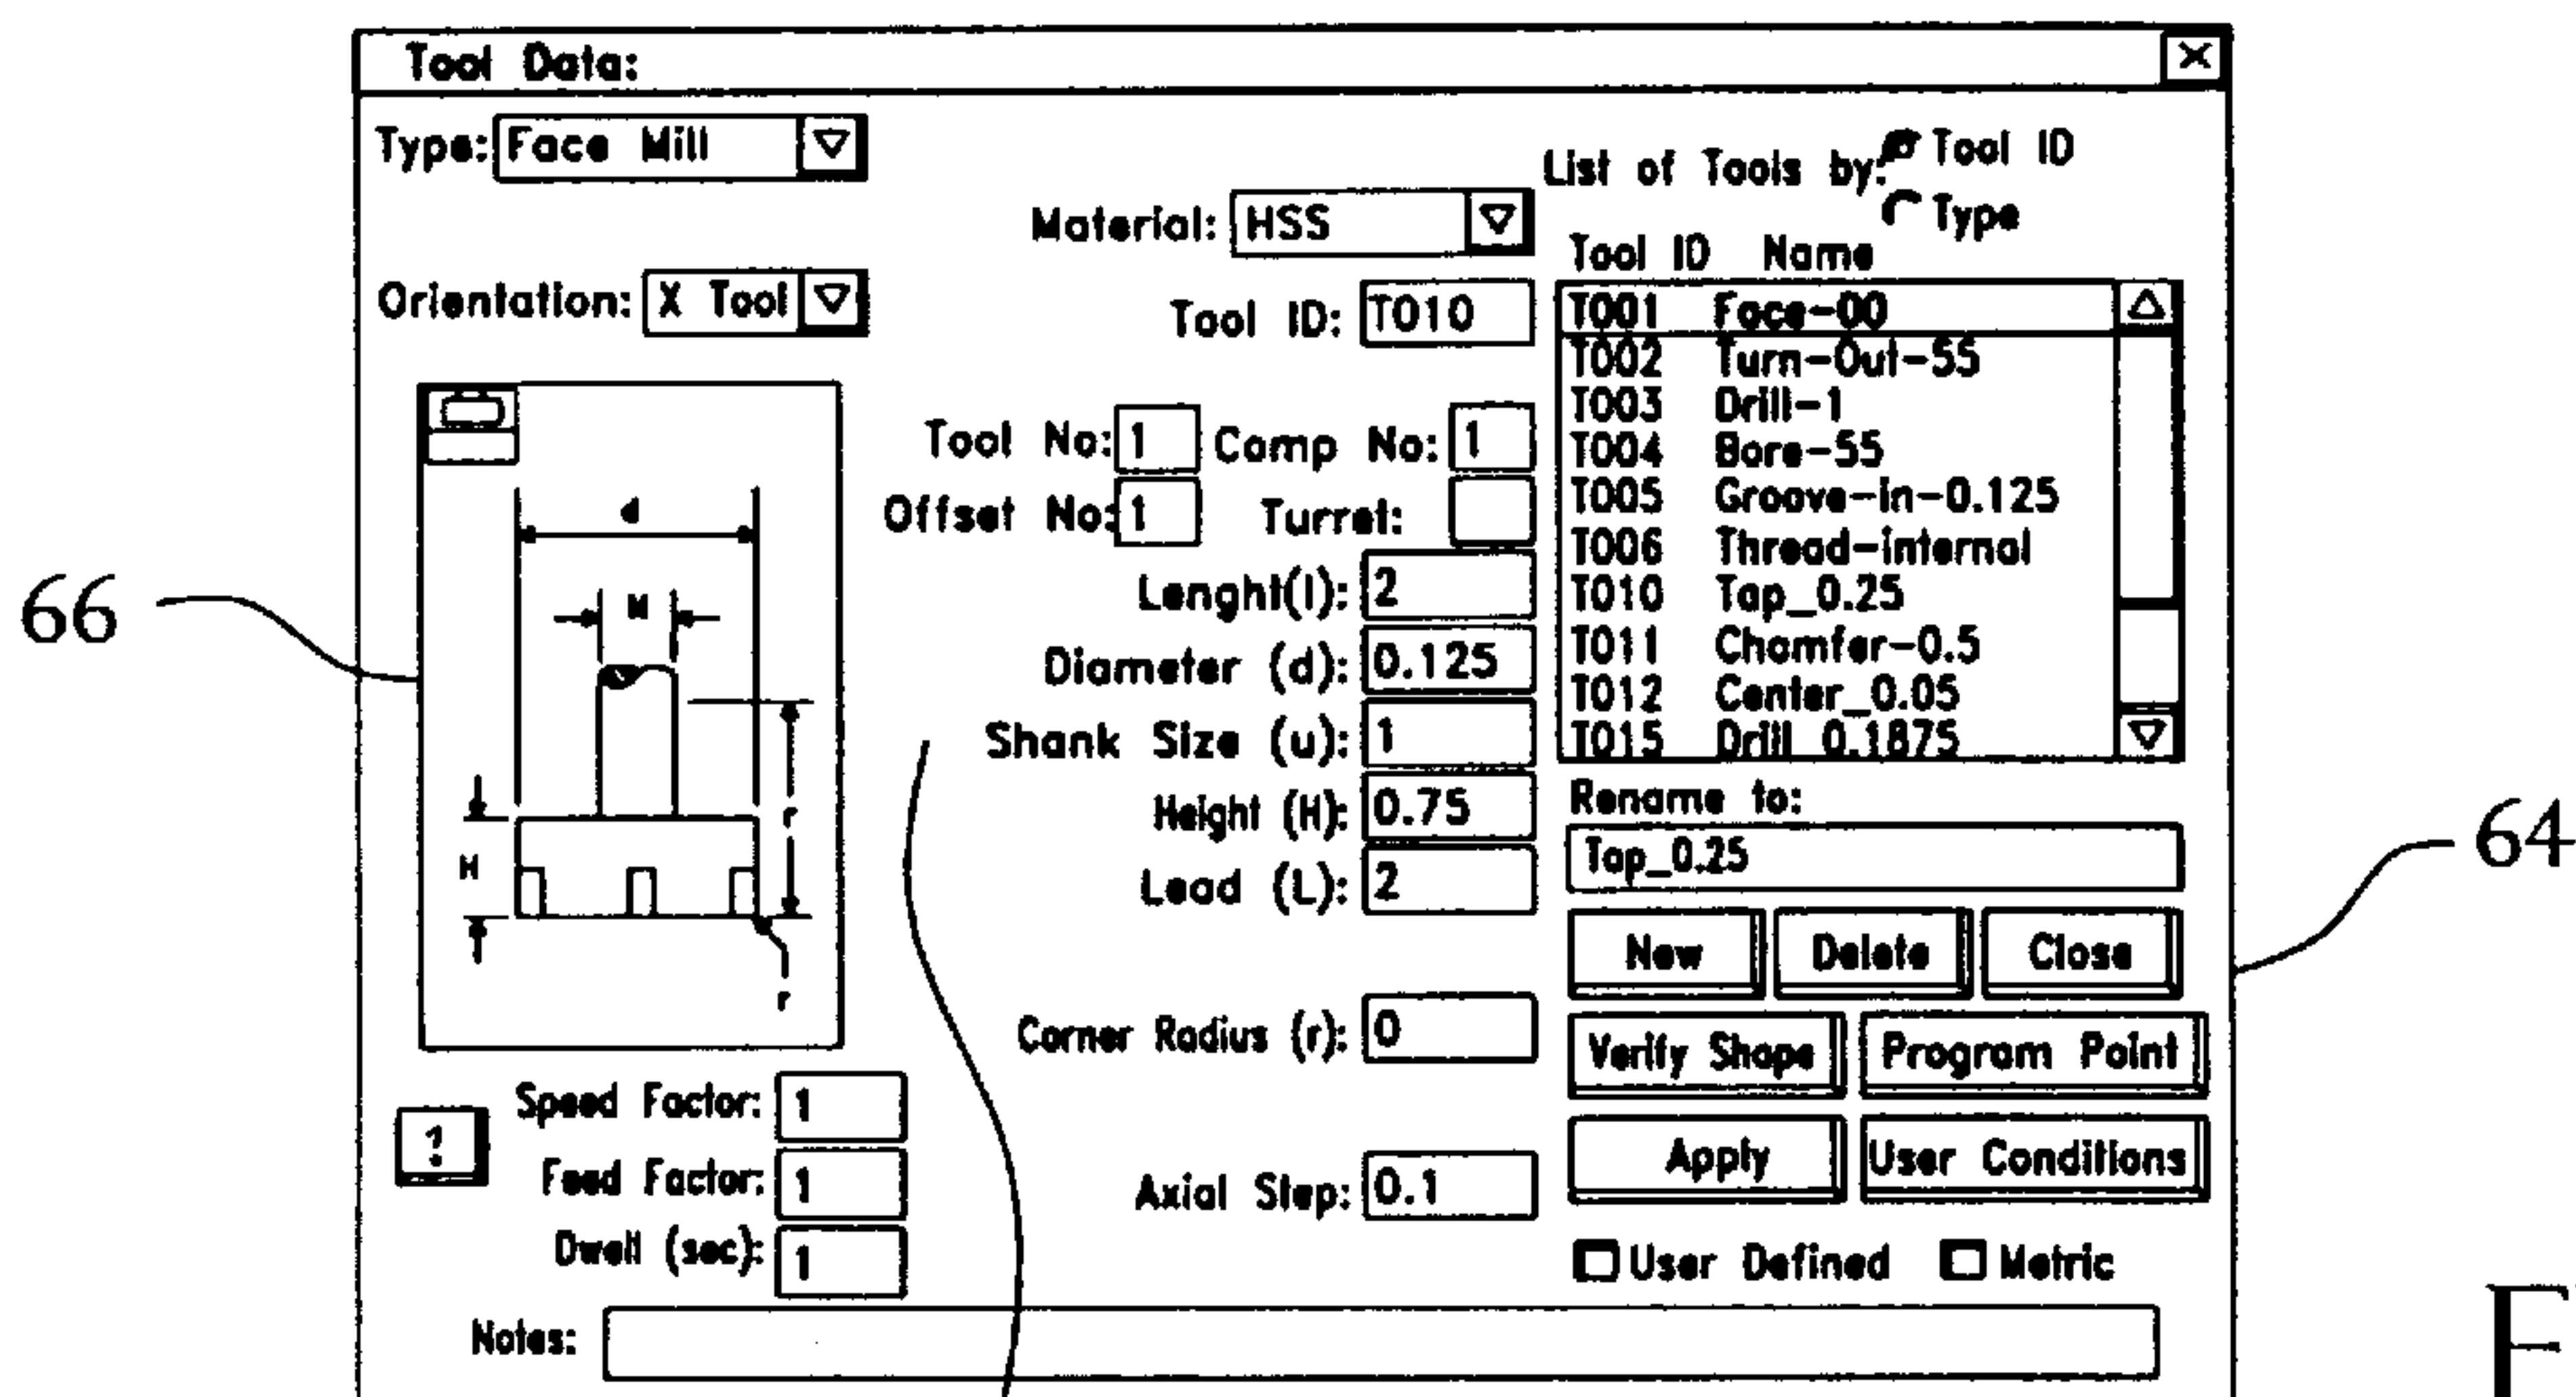 Tool Data:
Type: Face Mill
List of Tools by: Tool ID
Type
Material: HSS
Tool ID Name
Orientation: X Tool
Tool ID: T010
T001 Face-00
T002 Turn-Out-55
T003 Drill-1
T004 Bore-55
T005 Groove-in-0.125
T006 Thread-internal
T010 Tap_0.25
T011 Chamfer-0.5
T012 Center_0.05
T015 Drill_0.1875
Tool No: 1 Comp No: 1
Offset No: 1 Turret:
Lenght(l): 2
Diameter (d): 0.125
Shank Size (u): 1
Height (H): 0.75
Lead (L): 2
Corner Radius (r): 0
Axial Step: 0.1
d
M
r
H
r
66
Rename to:
Tap_0.25
64
New Delete Close
Verify Shape Program Point
Apply User Conditions
User Defined Metric
Speed Factor: 1
Feed Factor: 1
Dwell (sec): 1
Notes: